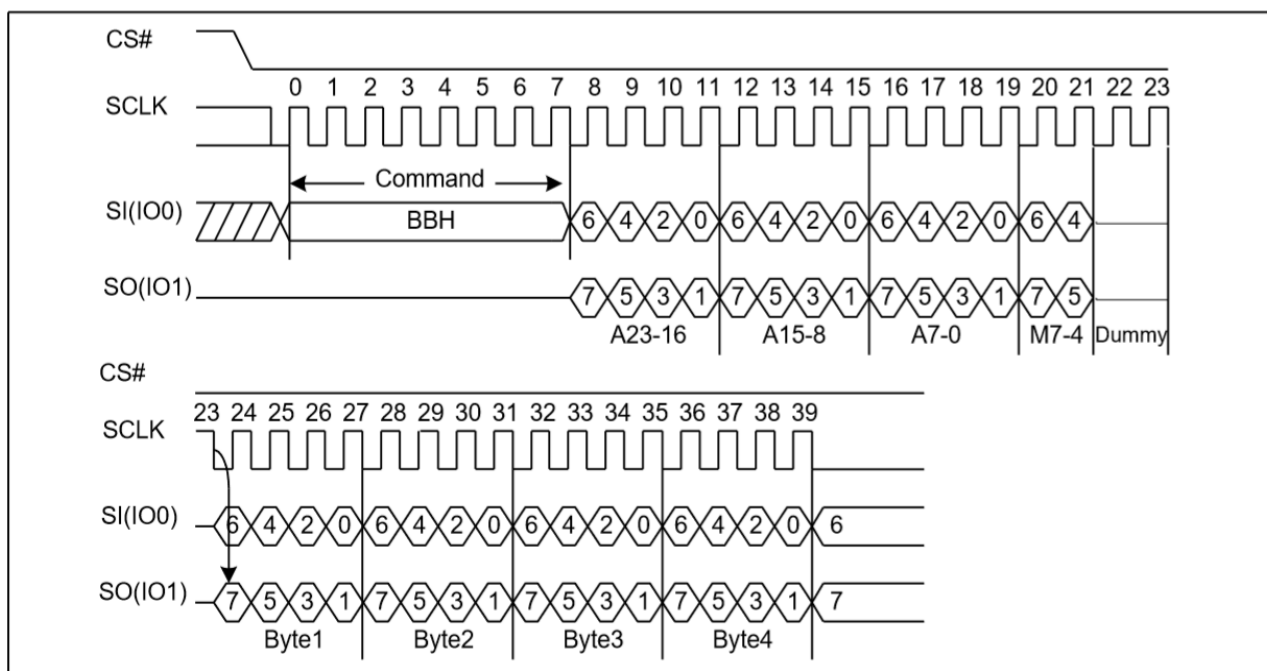 CS#
0 1 2 3 4 5 6 7 8 9 10 11 12 13 14 15 16 17 18 19 20 21 22 23
SCLK
Command
SI(IO0) BBH 6 4 2 0 6 4 2 0 6 4 2 0 6 4
SO(IO1) 7 5 3 1 7 5 3 1 7 5 3 1 7 5
A23-16 A15-8 A7-0 M7-4 Dummy
CS#
23 24 25 26 27 28 29 30 31 32 33 34 35 36 37 38 39
SCLK
SI(IO0) 6 4 2 0 6 4 2 0 6 4 2 0 6 4 2 0 6
SO(IO1) 7 5 3 1 7 5 3 1 7 5 3 1 7 5 3 1 7
Byte1 Byte2 Byte3 Byte4